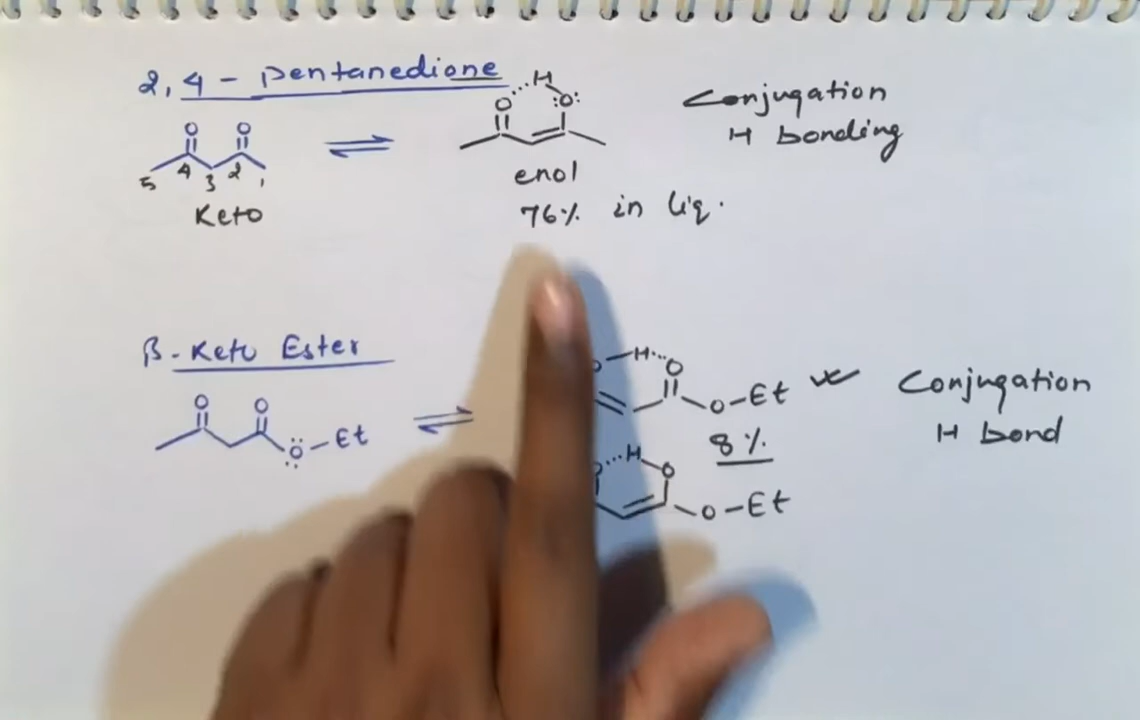 2,4 - Pentanedione
H
O :O:
Conjugation
H bonding
O O
5 4 3 2 1
Keto
enol
76% in liq.
β-Keto Ester
H O
O-Et
Conjugation
H bond
O O
O-Et
8%
H O
O-Et